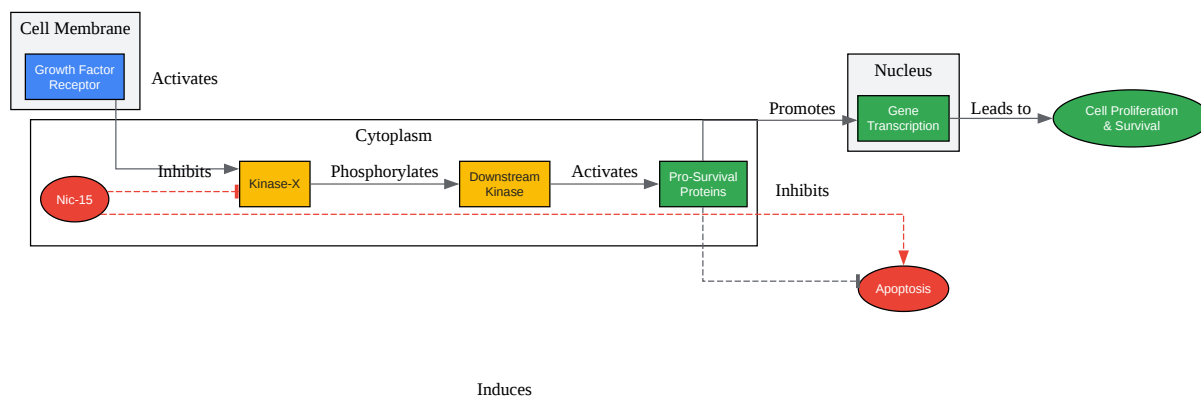 Cell Membrane
Growth Factor
Receptor
Activates
Nucleus
Gene
Transcription
Promotes
Leads to
Cell Proliferation
& Survival
Cytoplasm
Inhibits
Nic-15
Kinase-X
Phosphorylates
Downstream
Kinase
Activates
Pro-Survival
Proteins
Inhibits
Apoptosis
Induces